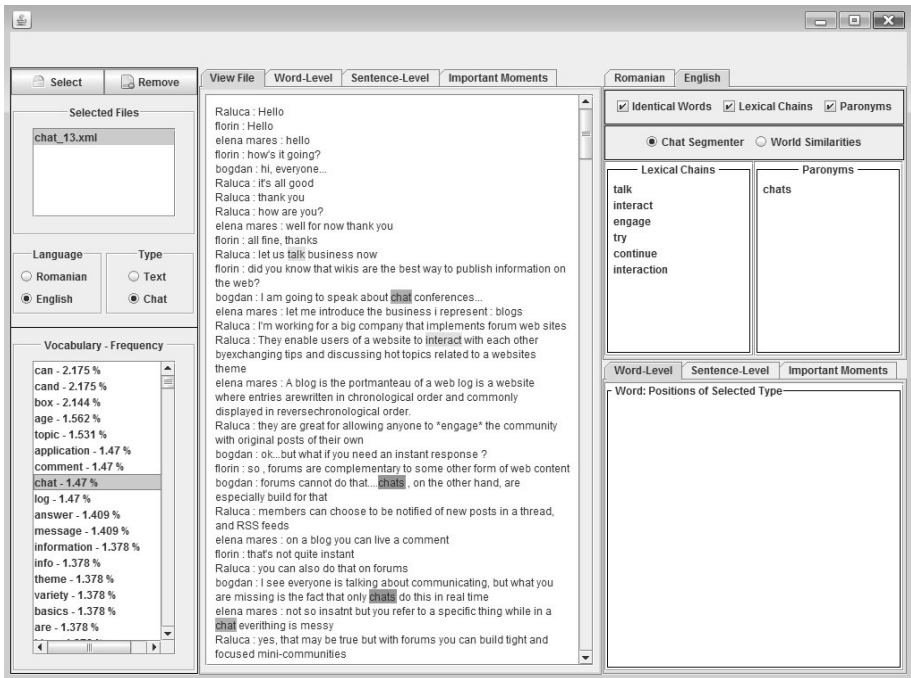 Select
Remove
Selected Files
chat_13.xml
Language
Romanian
English
Type
Text
Chat
Vocabulary - Frequency
can - 2.175 %
cand - 2.175 %
box - 2.144 %
age - 1.562 %
topic - 1.531 %
application - 1.47 %
comment - 1.47 %
chat - 1.47 %
log - 1.47 %
answer - 1.409 %
message - 1.409 %
information - 1.378 %
info - 1.378 %
theme - 1.378 %
variety - 1.378 %
basics - 1.378 %
are - 1.378 %
View File
Word-Level
Sentence-Level
Important Moments
Raluca : Hello
florin : Hello
elena mares : hello
florin : how's it going?
bogdan : hi, everyone...
Raluca : it's all good
Raluca : thank you
Raluca : how are you?
elena mares : well for now thank you
florin : all fine, thanks
Raluca : let us talk business now
florin : did you know that wikis are the best way to publish information on
the web?
bogdan : I am going to speak about chat conferences...
elena mares : let me introduce the business i represent : blogs
Raluca : I'm working for a big company that implements forum web sites
Raluca : They enable users of a website to interact with each other
byexchanging tips and discussing hot topics related to a websites
theme
elena mares : A blog is the portmanteau of a web log is a website
where entries arewritten in chronological order and commonly
displayed in reversechronological order.
Raluca : they are great for allowing anyone to *engage* the community
with original posts of their own
bogdan : ok...but what if you need an instant response ?
florin : so , forums are complementary to some other form of web content
bogdan : forums cannot do that....chats , on the other hand, are
especially build for that
Raluca : members can choose to be notified of new posts in a thread,
and RSS feeds
elena mares : on a blog you can live a comment
florin : that's not quite instant
Raluca : you can also do that on forums
bogdan : I see everyone is talking about communicating, but what you
are missing is the fact that only chats do this in real time
elena mares : not so insatnt but you refer to a specific thing while in a
chat everithing is messy
Raluca : yes, that may be true but with forums you can build tight and
focused mini-communities
Romanian
English
Identical Words
Lexical Chains
Paronyms
Chat Segmenter
World Similarities
Lexical Chains
talk
interact
engage
try
continue
interaction
Paronyms
chats
Word-Level
Sentence-Level
Important Moments
Word: Positions of Selected Type